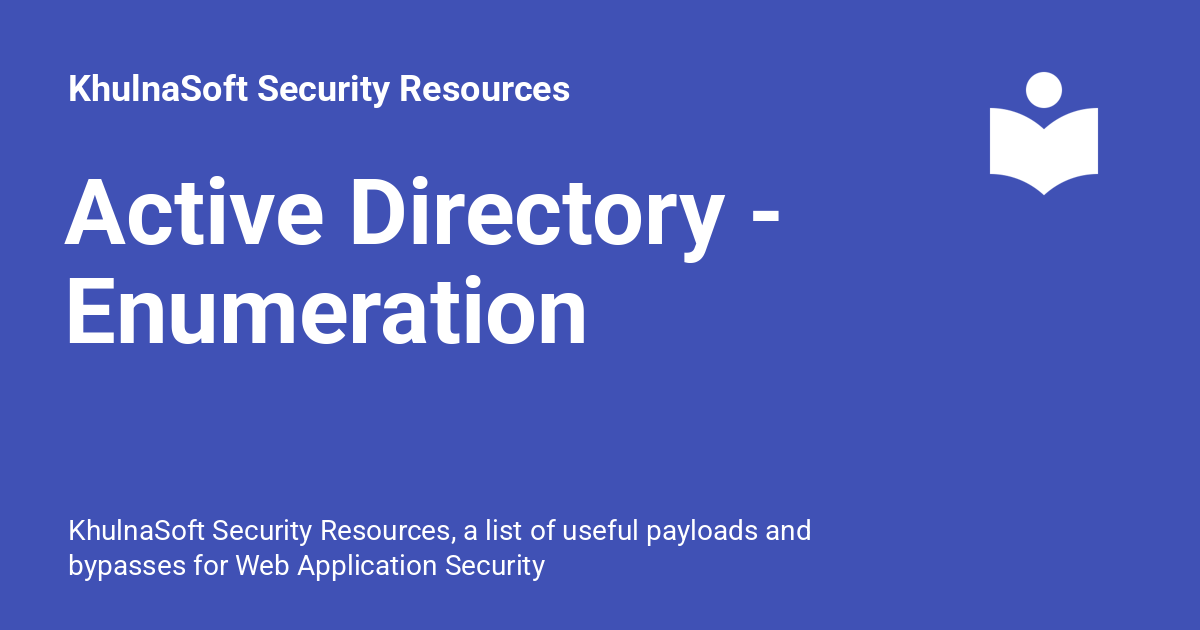 KhulnaSoft Security Resources
Active Directory -
Enumeration
KhulnaSoft Security Resources, a list of useful payloads and
bypasses for Web Application Security